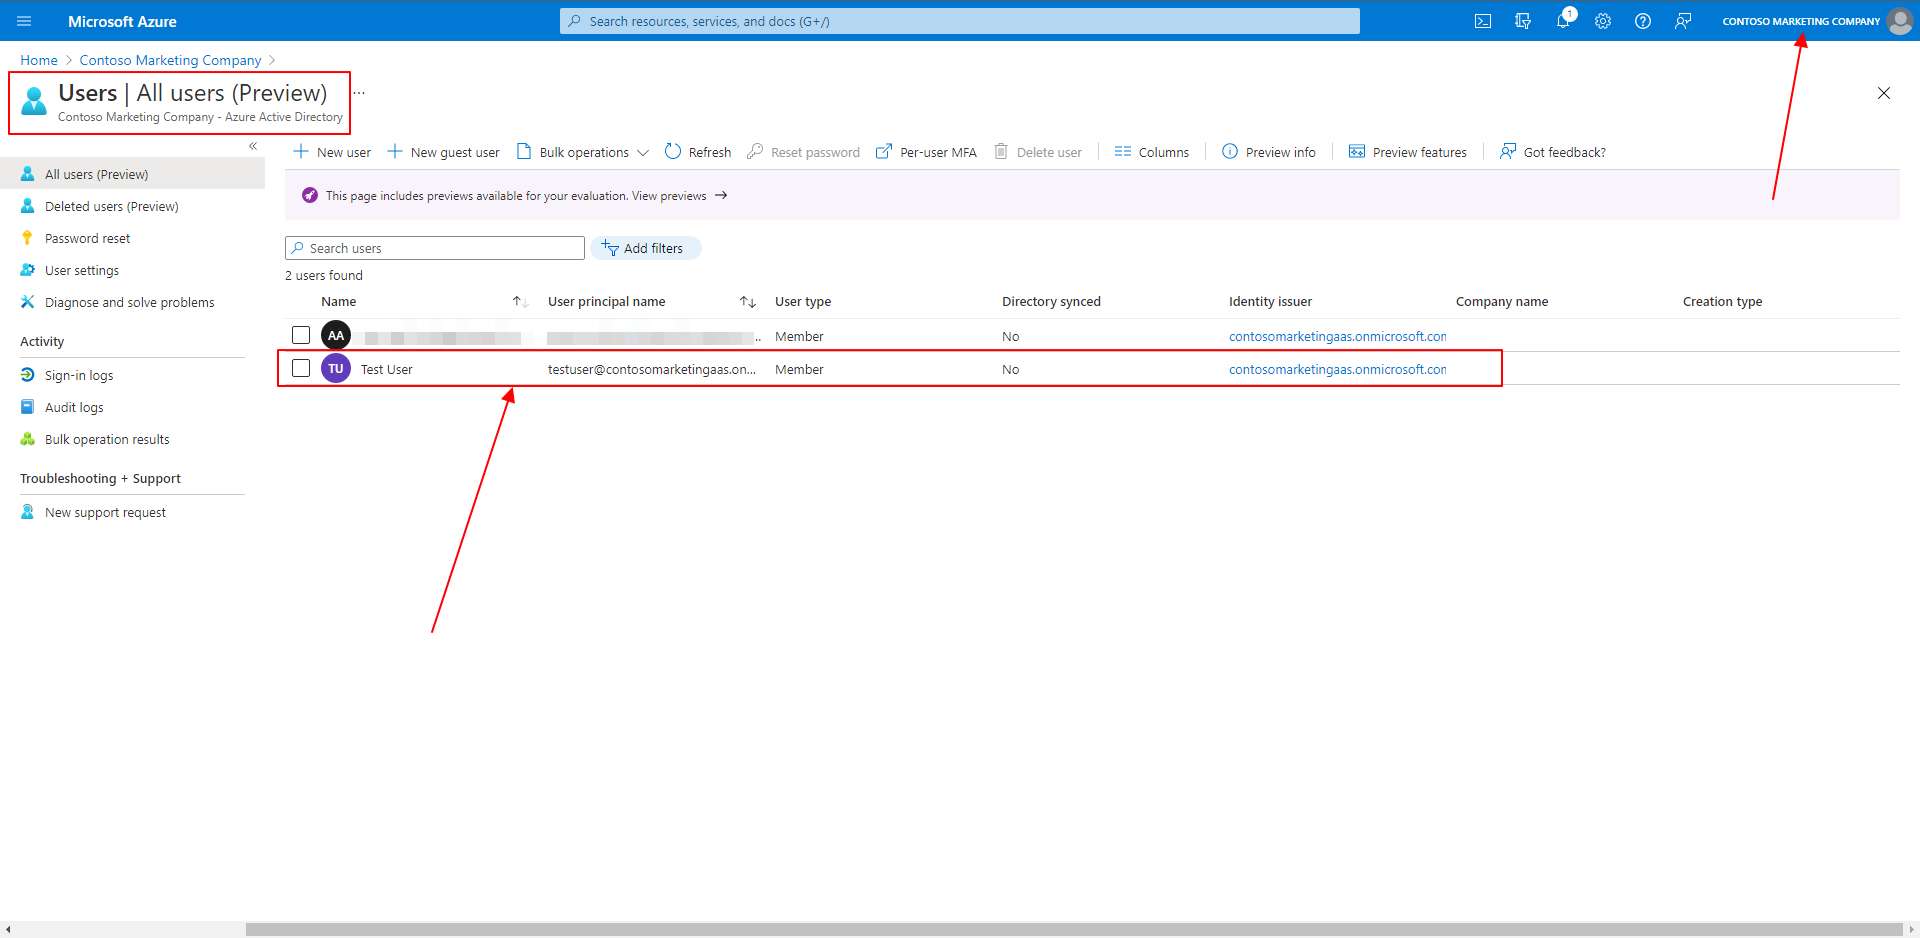 Microsoft Azure
Search resources, services, and docs (G+/)
1
CONTOSO MARKETING COMPANY
Home > Contoso Marketing Company >
Users | All users (Preview) ...
Contoso Marketing Company - Azure Active Directory
«
All users (Preview)
Deleted users (Preview)
Password reset
User settings
Diagnose and solve problems
Activity
Sign-in logs
Audit logs
Bulk operation results
Troubleshooting + Support
New support request
New user
New guest user
Bulk operations
Refresh
Reset password
Per-user MFA
Delete user
Columns
Preview info
Preview features
Got feedback?
This page includes previews available for your evaluation. View previews →
Search users
Add filters
2 users found
Name User principal name User type Directory synced Identity issuer Company name Creation type
AA .. Member No contosomarketingaas.onmicrosoft.con
TU Test User testuser@contosomarketingaas.on... Member No contosomarketingaas.onmicrosoft.con